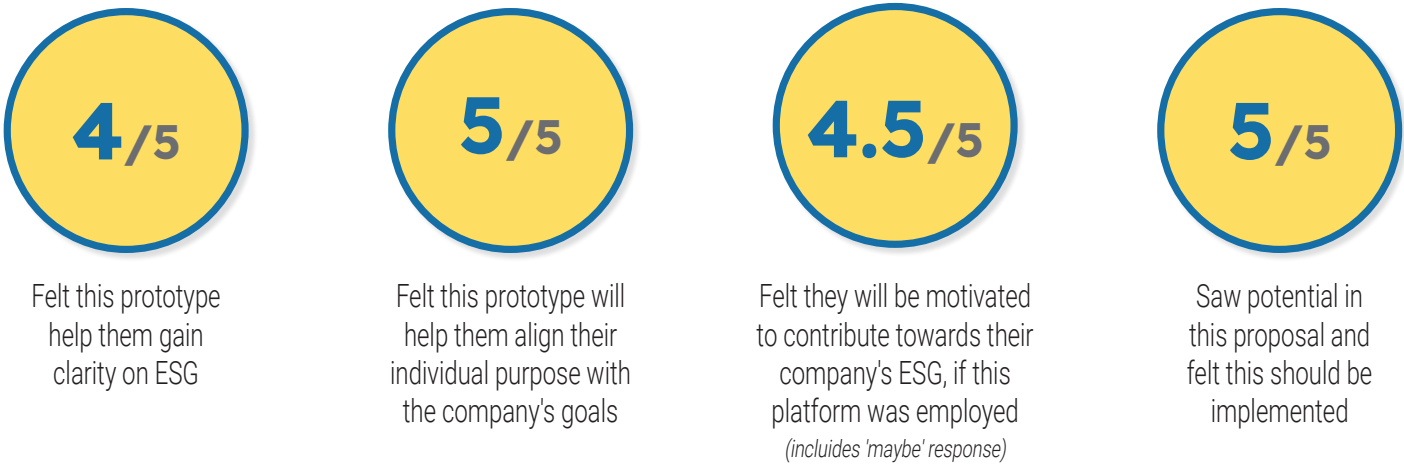 4/5
Felt this prototype
help them gain
clarity on ESG
5/5
Felt this prototype will
help them align their
individual purpose with
the company's goals
4.5/5
Felt they will be motivated
to contribute towards their
company's ESG, if this
platform was employed
(incluides 'maybe' response)
5/5
Saw potential in
this proposal and
felt this should be
implemented